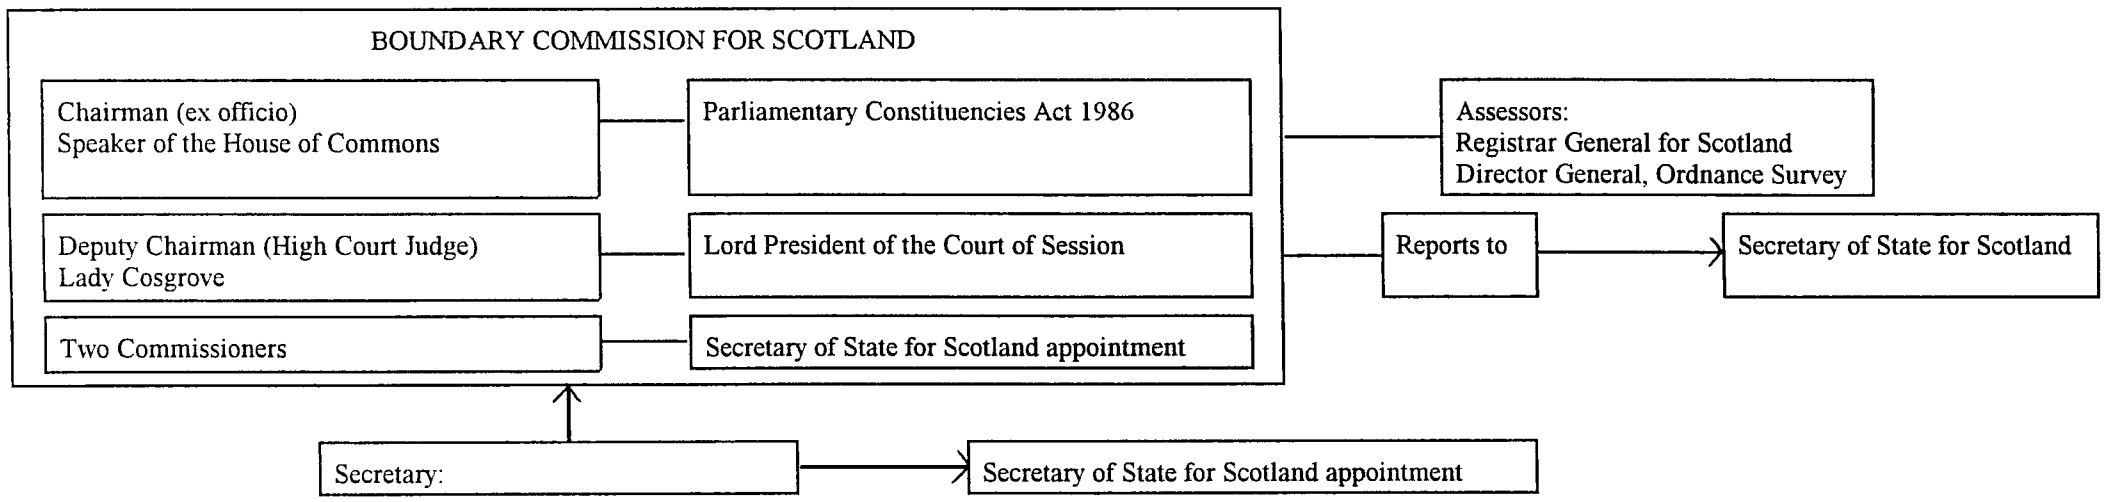 BOUNDARY COMMISSION FOR SCOTLAND
Chairman (ex officio)
Speaker of the House of Commons
Parliamentary Constituencies Act 1986
Assessors:
Registrar General for Scotland
Director General, Ordnance Survey
Deputy Chairman (High Court Judge)
Lady Cosgrove
Lord President of the Court of Session
Reports to
Secretary of State for Scotland
Two Commissioners
Secretary of State for Scotland appointment
Secretary:
Secretary of State for Scotland appointment